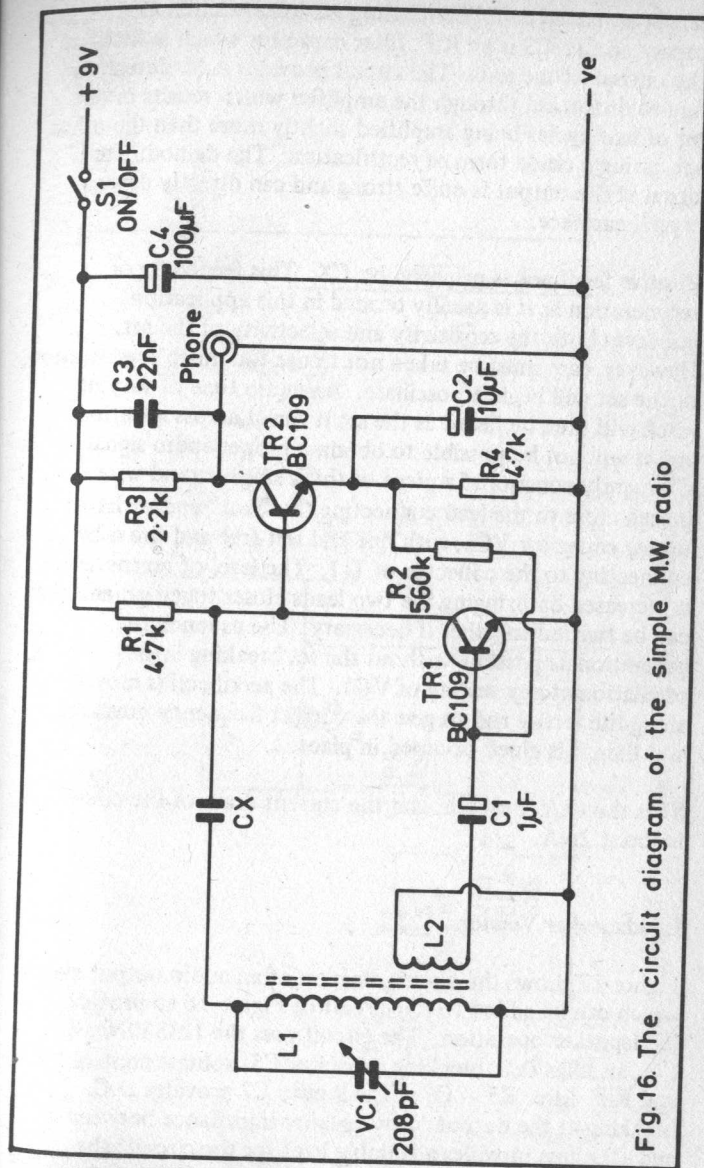 S1
ON/OFF
+ 9V
C3
22nF
C4
100µF
R1
4·7k
R3
2·2k
Phone
CX
TR2
BC109
R2
560k
C2
10µF
R4
4·7k
TR1
BC109
L1
L2
C1
1µF
VC1
208pF
- ve
Fig. 16. The circuit diagram of the simple M.W. radio